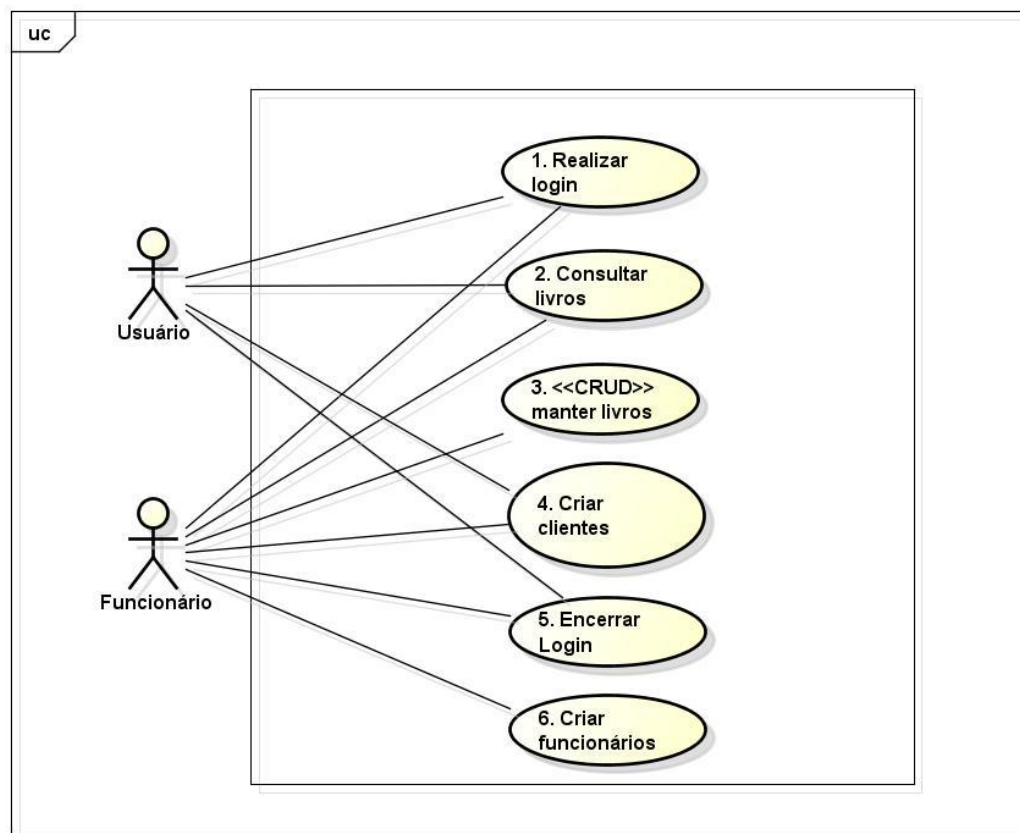 uc
1. Realizar
login
2. Consultar
livros
Usuário
3. <<CRUD>>
manter livros
4. Criar
clientes
Funcionário
5. Encerrar
Login
6. Criar
funcionários